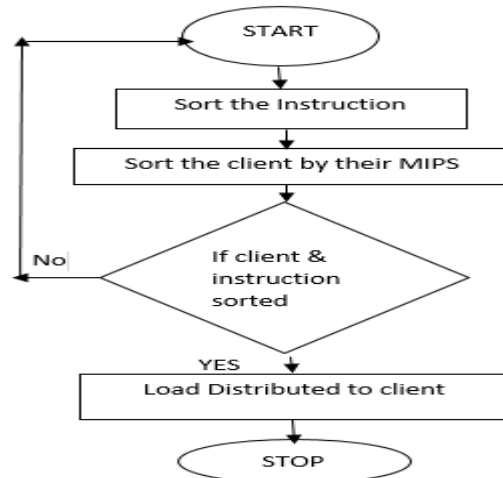 START
Sort the Instruction
Sort the client by their MIPS
If client &
instruction
sorted
No
YES
Load Distributed to client
STOP